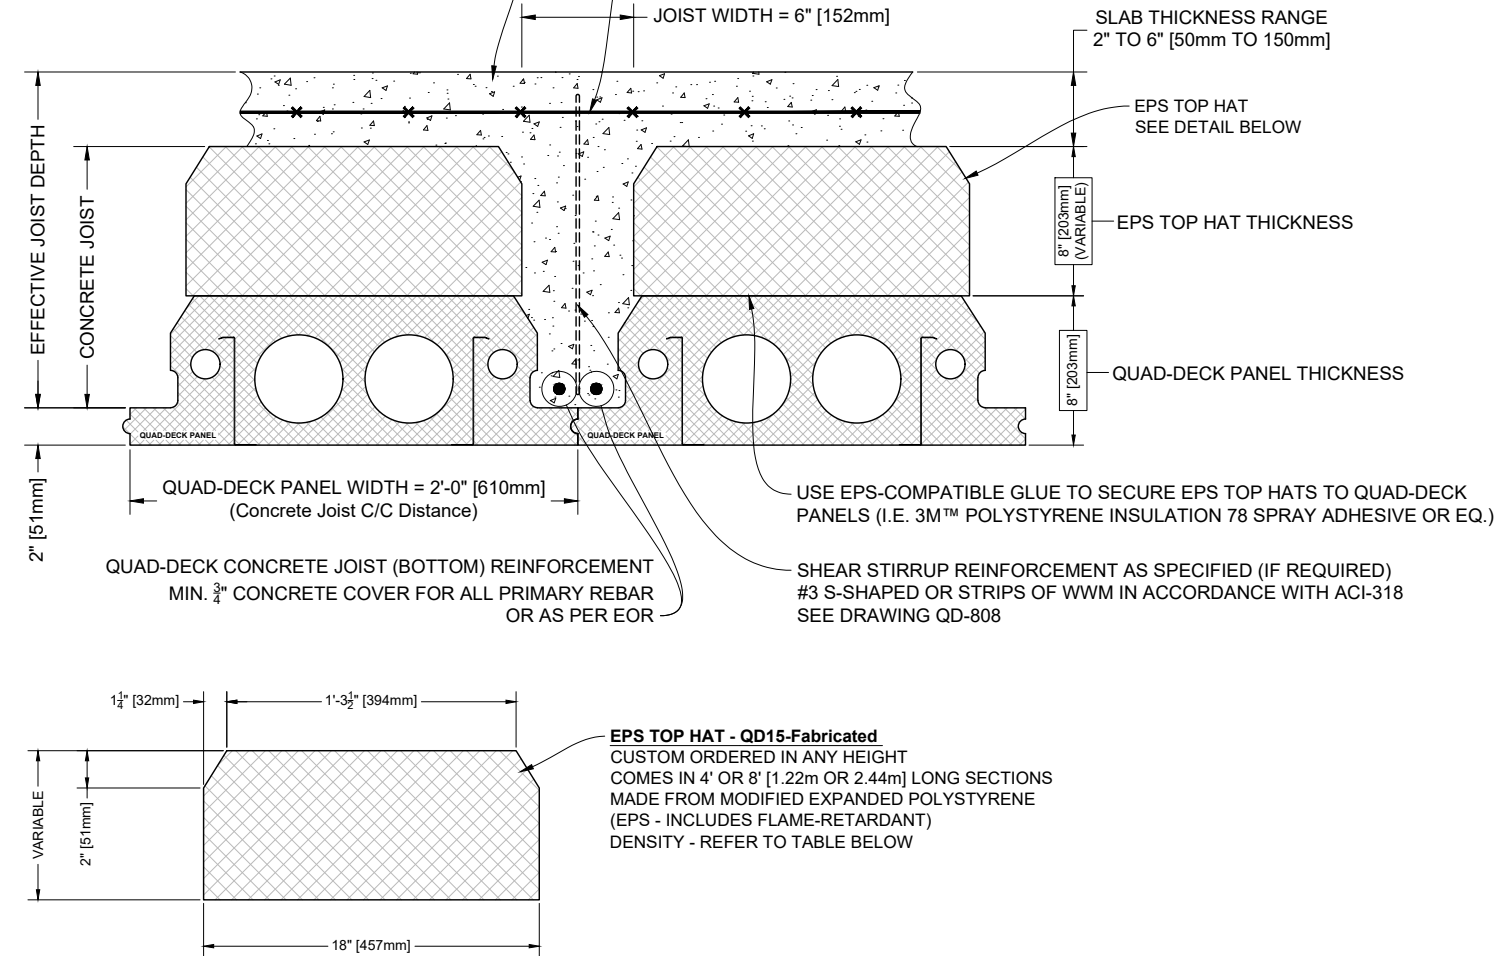 JOIST WIDTH = 6" [152mm]
SLAB THICKNESS RANGE
2" TO 6" [50mm TO 150mm]
EPS TOP HAT
SEE DETAIL BELOW
EFFECTIVE JOIST DEPTH
CONCRETE JOIST
8" [203mm]
(VARIABLE)
EPS TOP HAT THICKNESS
8" [203mm]
QUAD-DECK PANEL THICKNESS
QUAD-DECK PANEL
QUAD-DECK PANEL
2" [51mm]
QUAD-DECK PANEL WIDTH = 2'-0" [610mm]
(Concrete Joist C/C Distance)
USE EPS-COMPATIBLE GLUE TO SECURE EPS TOP HATS TO QUAD-DECK
PANELS (I.E. 3M™ POLYSTYRENE INSULATION 78 SPRAY ADHESIVE OR EQ.)
QUAD-DECK CONCRETE JOIST (BOTTOM) REINFORCEMENT
MIN. 3/4" CONCRETE COVER FOR ALL PRIMARY REBAR
OR AS PER EOR
SHEAR STIRRUP REINFORCEMENT AS SPECIFIED (IF REQUIRED)
#3 S-SHAPED OR STRIPS OF WWM IN ACCORDANCE WITH ACI-318
SEE DRAWING QD-808
1 1/4" [32mm]
1'-3 1/2" [394mm]
VARIABLE
2" [51mm]
18" [457mm]
EPS TOP HAT - QD15-Fabricated
CUSTOM ORDERED IN ANY HEIGHT
COMES IN 4' OR 8' [1.22m OR 2.44m] LONG SECTIONS
MADE FROM MODIFIED EXPANDED POLYSTYRENE
(EPS - INCLUDES FLAME-RETARDANT)
DENSITY - REFER TO TABLE BELOW